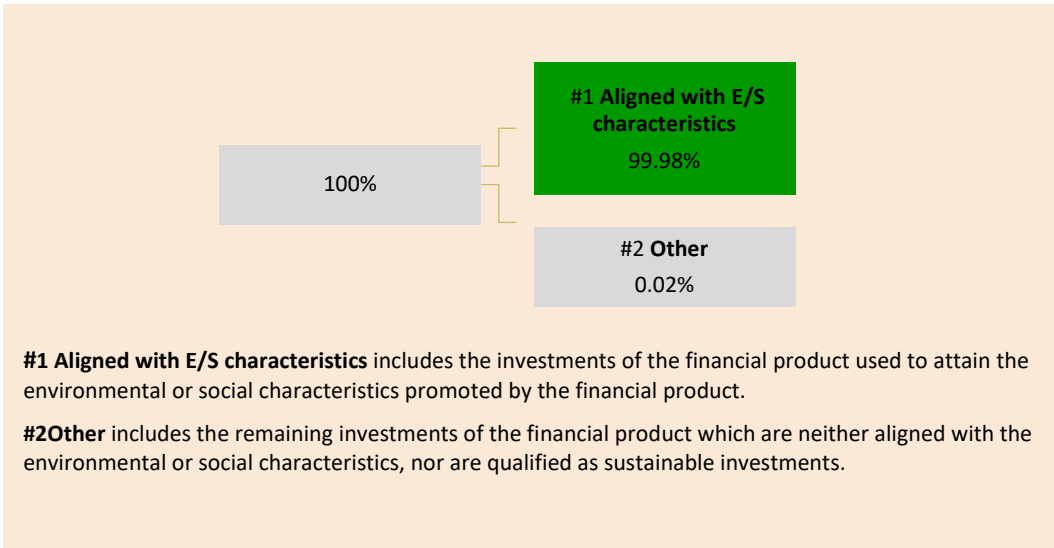 100%
#1 Aligned with E/S
characteristics
99.98%
#2 Other
0.02%
#1 Aligned with E/S characteristics includes the investments of the financial product used to attain the
environmental or social characteristics promoted by the financial product.
#2Other includes the remaining investments of the financial product which are neither aligned with the
environmental or social characteristics, nor are qualified as sustainable investments.